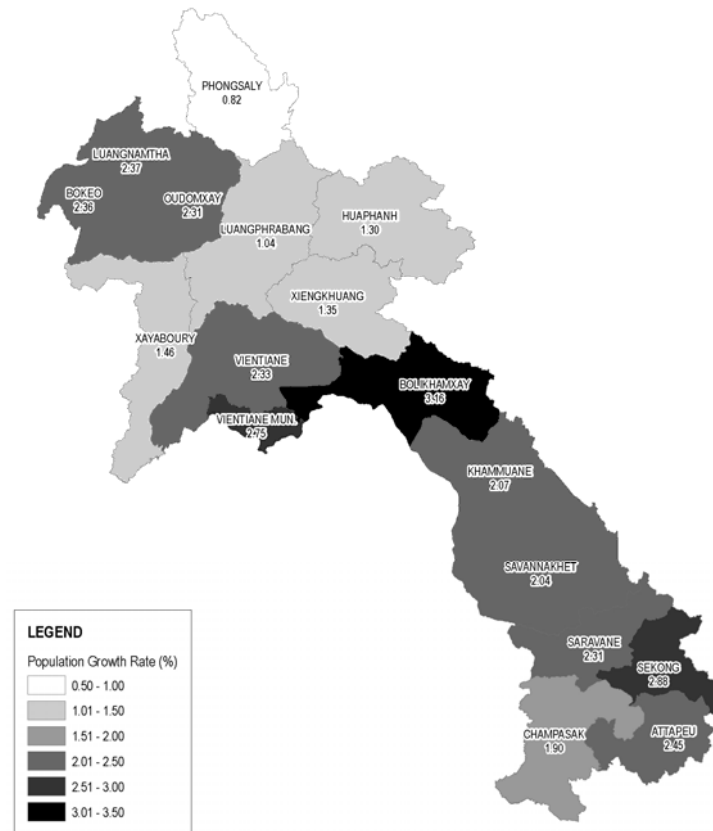 PHONGSALY
0.82
LUANGNAMTHA
2.37
BOKEO
2.36
OUDOMXAY
2.31
LUANGPHRABANG
1.04
HUAPHANH
1.30
XIENGKHUANG
1.35
XAYABOURY
1.46
VIENTIANE
2.33
BOLIKHAMXAY
3.16
VIENTIANE MUN.
2.75
KHAMMUANE
2.07
SAVANNAKHET
2.04
SARAVANE
2.31
SEKONG
2.88
CHAMPASAK
1.90
ATTAPEU
2.45
LEGEND
Population Growth Rate (%)
0.50 - 1.00
1.01 - 1.50
1.51 - 2.00
2.01 - 2.50
2.51 - 3.00
3.01 - 3.50